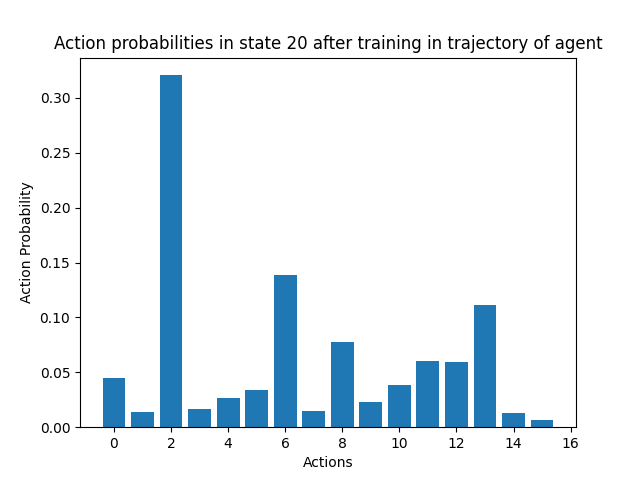 Action probabilities in state 20 after training in trajectory of agent
0.30
0.25
0.20
0.15
0.10
0.05
0.00
Action Probability
0 2 4 6 8 10 12 14 16
Actions